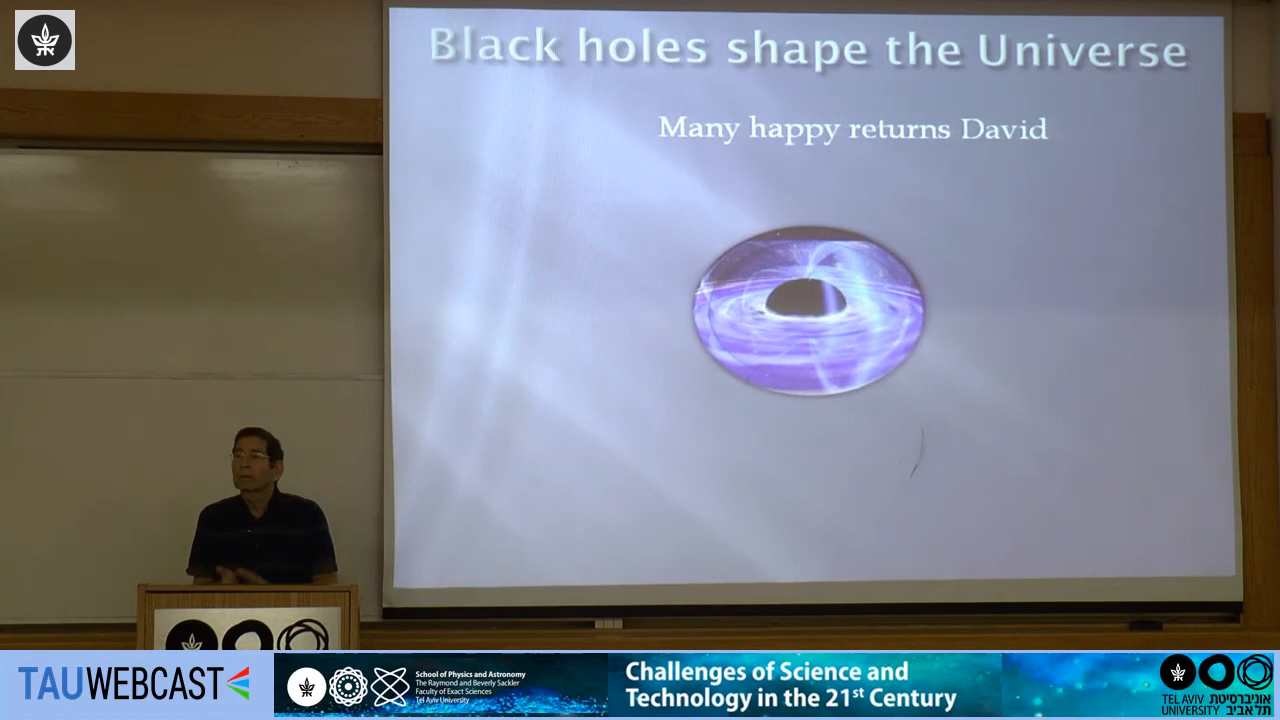 Black holes shape the Universe
Many happy returns David
TAUWEBCAST
School of Physics and Astronomy
The Raymond and Beverly Sackler
Faculty of Exact Sciences
Tel Aviv University
Challenges of Science and
Technology in the 21st Century
TEL AVIV אוניברסיטת
UNIVERSITY תל אביב